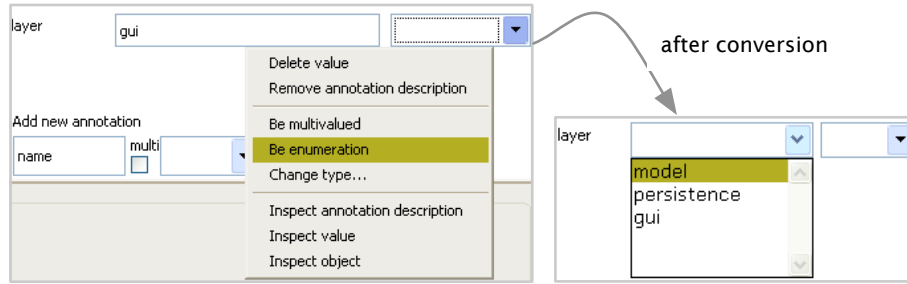 layer gui
Delete value
Remove annotation description
Add new annotation
name multi
Be multivalued
Be enumeration
Change type...
Inspect annotation description
Inspect value
Inspect object
after conversion
layer
model
persistence
gui